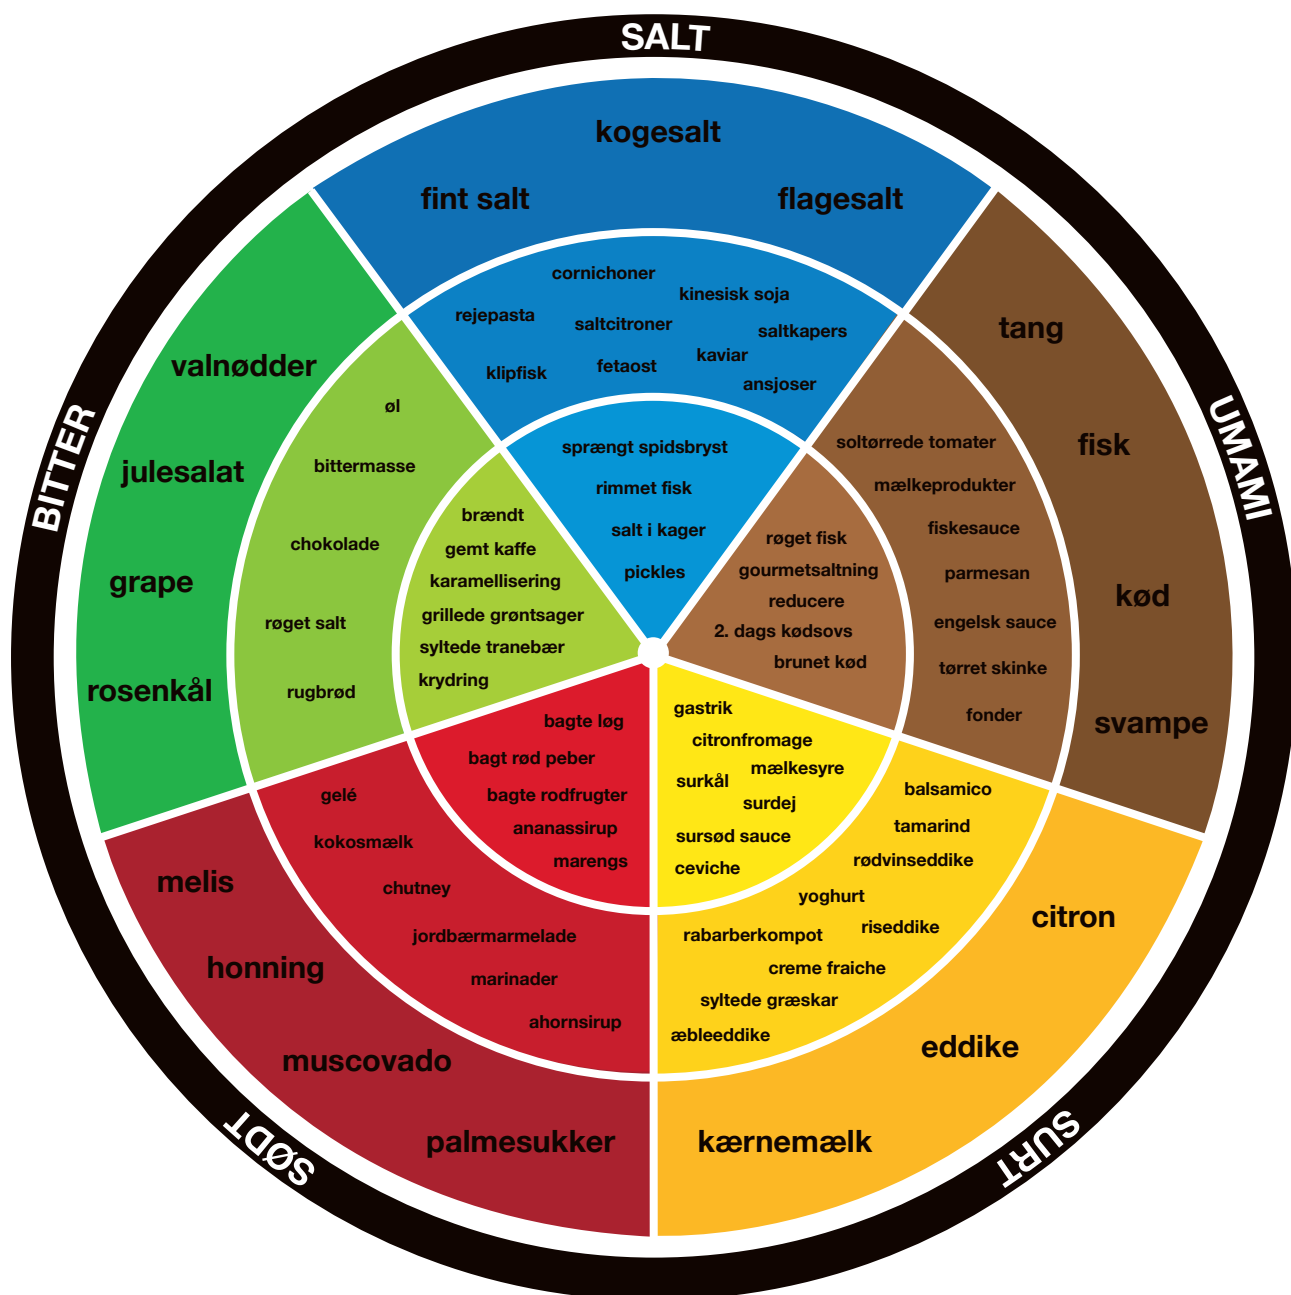 SALT
kogesalt
fint salt
flagesalt
cornichoner
kinesisk soja
rejepasta
saltcitroner
saltkapers
kaviar
klipfisk
fetaost
ansjoser
sprængt spidsbryst
rimmet fisk
salt i kager
pickles
UMAMI
tang
fisk
kød
svampe
soltørrede tomater
mælkeprodukter
fiskesauce
parmesan
engelsk sauce
tørret skinke
fonder
røget fisk
gourmetsaltning
reducere
2. dags kødsovs
brunet kød
SURT
citron
eddike
kærnemælk
balsamico
tamarind
rødvinseddike
yoghurt
riseddike
rabarberkompot
creme fraiche
syltede græskar
æbleeddike
gastrik
citronfromage
mælkesyre
surkål
surdej
sursød sauce
ceviche
SØDT
melis
honning
muscovado
palmesukker
gelé
kokosmælk
chutney
jordbærmarmelade
marinader
ahornsirup
bagte løg
bagt rød peber
bagte rodfrugter
ananassirup
marengs
BITTER
valnødder
julesalat
grape
rosenkål
øl
bittermasse
chokolade
røget salt
rugbrød
brændt
gemt kaffe
karamellisering
grillede grøntsager
syltede tranebær
krydring